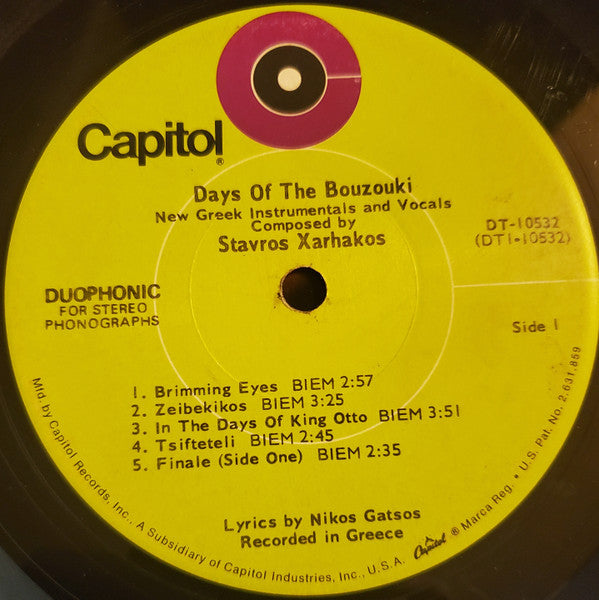 Capitol®
Days Of The Bouzouki
New Greek Instrumentals and Vocals
Composed by
Stavros Xarhakos
DT-10532
(DT1-10532)
DUOPHONIC
FOR STEREO
PHONOGRAPHS
Side 1
1. Brimming Eyes BIEM 2:57
2. Zeibekikos BIEM 3:25
3. In The Days Of King Otto BIEM 3:51
4. Tsifteteli BIEM 2:45
5. Finale (Side One) BIEM 2:35
Lyrics by Nikos Gatsos
Recorded in Greece
Mfd. by Capitol Records, Inc., A Subsidiary of Capitol Industries, Inc., U.S.A. Capitol ® Marca Reg. • U.S. Pat. No. 2,631,859